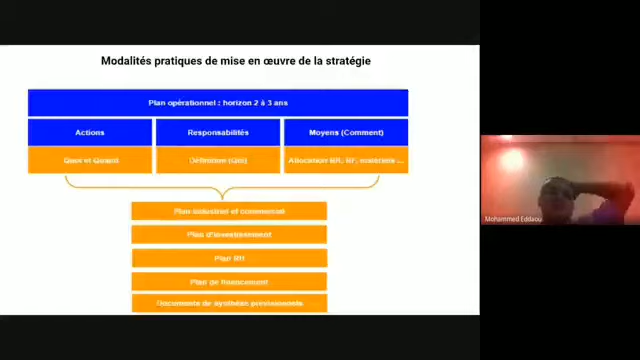 Modalités pratiques de mise en œuvre de la stratégie
Plan opérationnel : horizon 2 à 3 ans
Actions
Responsabilités
Moyens (Comment)
Quoi et Quand
Définitive (Qui)
Allocation RH, RF, matériels ...
Plan industriel et commercial
Plan d'investissement
Plan RH
Plan de financement
Documents de synthèse prévisionnels
Mohammed Eddaou